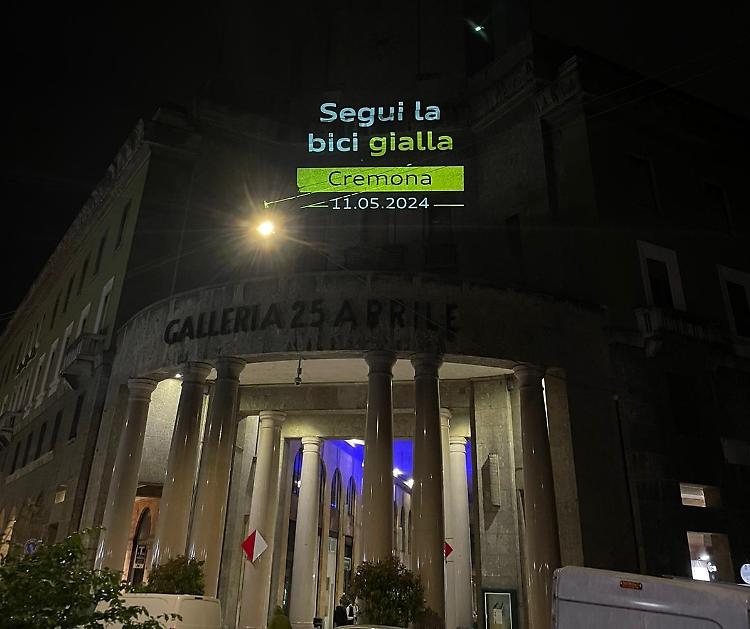 Segui la
bici gialla
Cremona
11.05.2024
GALLERIA 25 APRILE